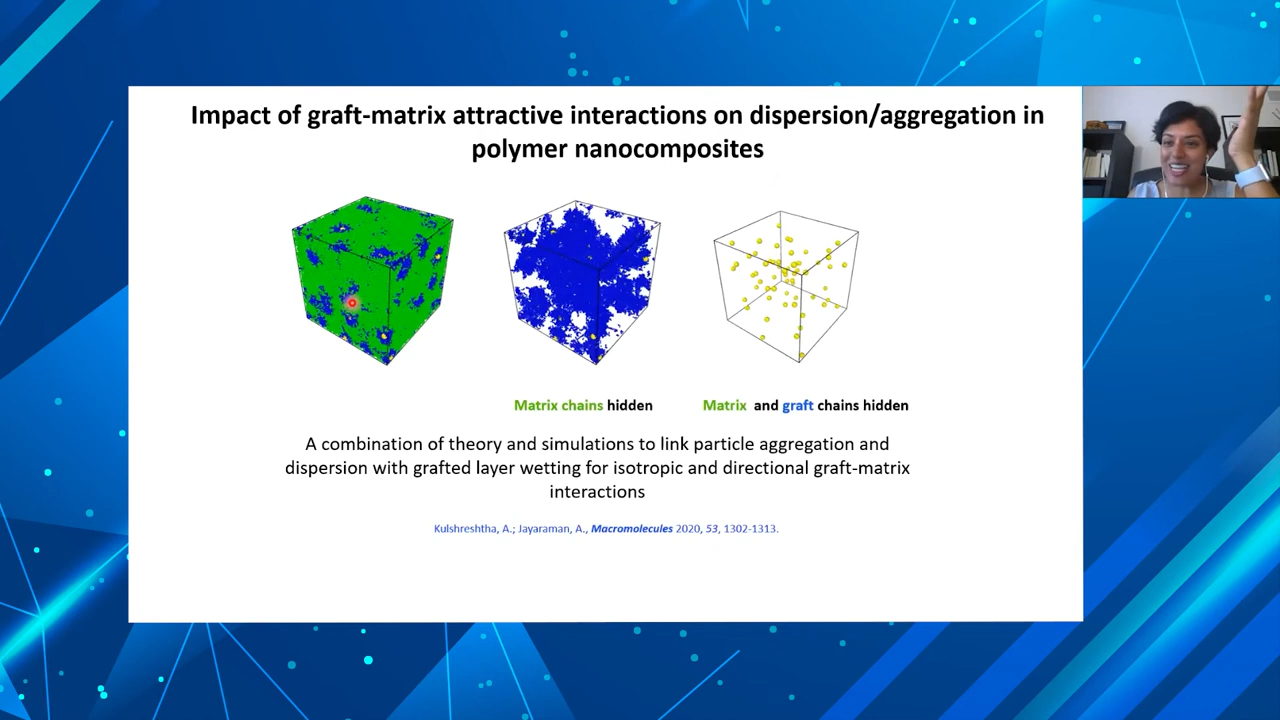 Impact of graft-matrix attractive interactions on dispersion/aggregation in
polymer nanocomposites
Matrix chains hidden
Matrix and graft chains hidden
A combination of theory and simulations to link particle aggregation and
dispersion with grafted layer wetting for isotropic and directional graft-matrix
interactions
Kulshreshtha, A.; Jayaraman, A., Macromolecules 2020, 53, 1302-1313.